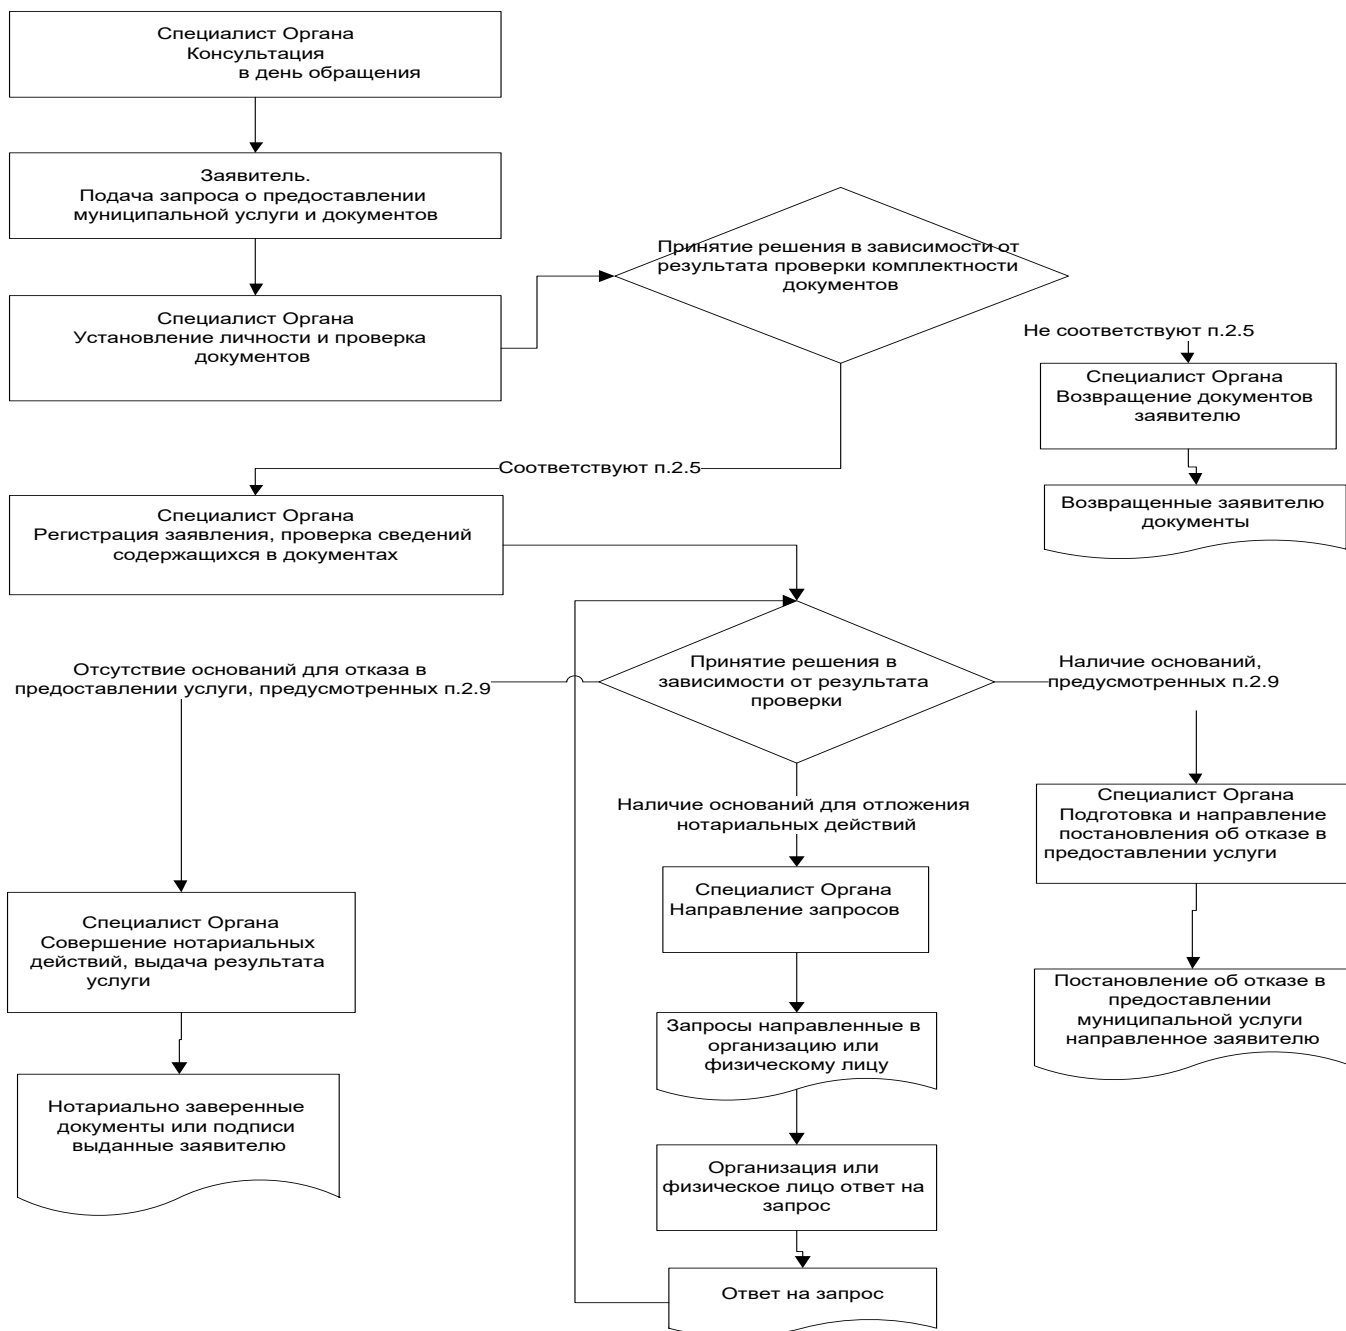 Специалист Органа
Консультация
в день обращения
Заявитель.
Подача запроса о предоставлении
муниципальной услуги и документов
Специалист Органа
Установление личности и проверка
документов
Принятие решения в зависимости от
результата проверки комплектности
документов
Не соответствуют п.2.5
Специалист Органа
Возвращение документов
заявителю
Возвращенные заявителю
документы
Соответствуют п.2.5
Специалист Органа
Регистрация заявления, проверка сведений
содержащихся в документах
Принятие решения в
зависимости от результата
проверки
Отсутствие оснований для отказа в
предоставлении услуги, предусмотренных п.2.9
Наличие оснований,
предусмотренных п.2.9
Наличие оснований для отложения
нотариальных действий
Специалист Органа
Подготовка и направление
постановления об отказе в
предоставлении услуги
Специалист Органа
Направление запросов
Специалист Органа
Совершение нотариальных
действий, выдача результата
услуги
Постановление об отказе в
предоставлении
муниципальной услуги
направленное заявителю
Запросы направленные в
организацию или
физическому лицу
Нотариально заверенные
документы или подписи
выданные заявителю
Организация или
физическое лицо ответ на
запрос
Ответ на запрос